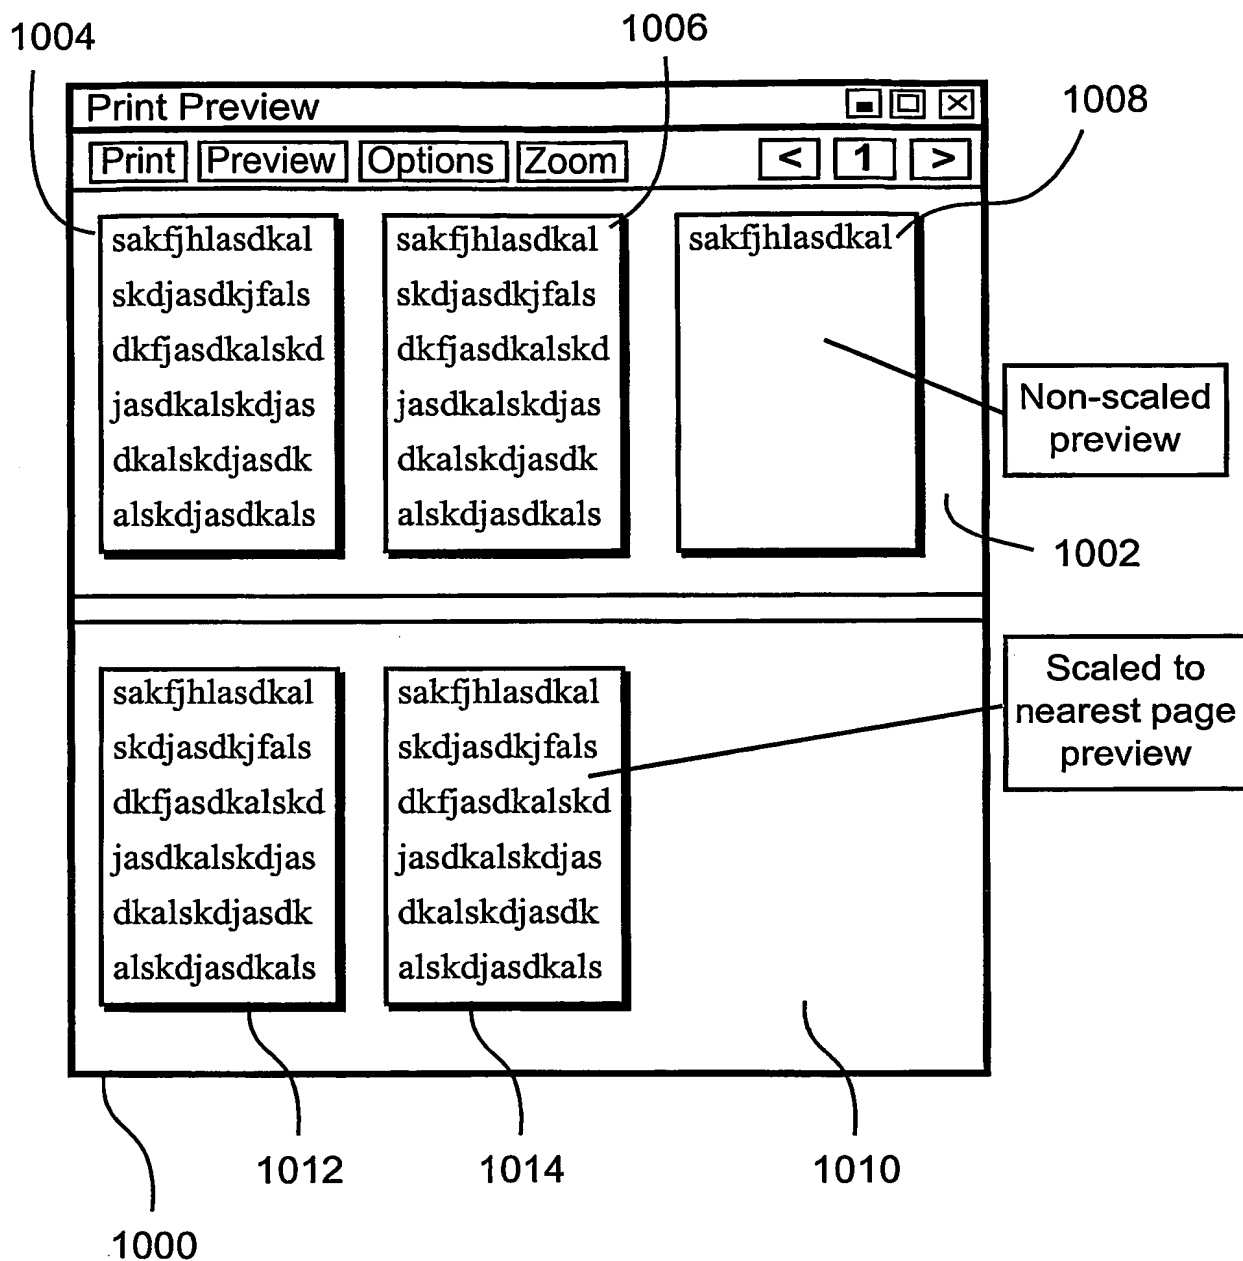 1004
1006
Print Preview
1008
Print Preview Options Zoom < 1 >
sakfjhlasdkal
skdjasdkjfals
dkfjasdkalskd
jasdkalskdjas
dkalskdjasdk
alskdjasdkals
sakfjhlasdkal
skdjasdkjfals
dkfjasdkalskd
jasdkalskdjas
dkalskdjasdk
alskdjasdkals
sakfjhlasdkal
Non-scaled
preview
1002
sakfjhlasdkal
skdjasdkjfals
dkfjasdkalskd
jasdkalskdjas
dkalskdjasdk
alskdjasdkals
sakfjhlasdkal
skdjasdkjfals
dkfjasdkalskd
jasdkalskdjas
dkalskdjasdk
alskdjasdkals
Scaled to
nearest page
preview
1012
1014
1010
1000